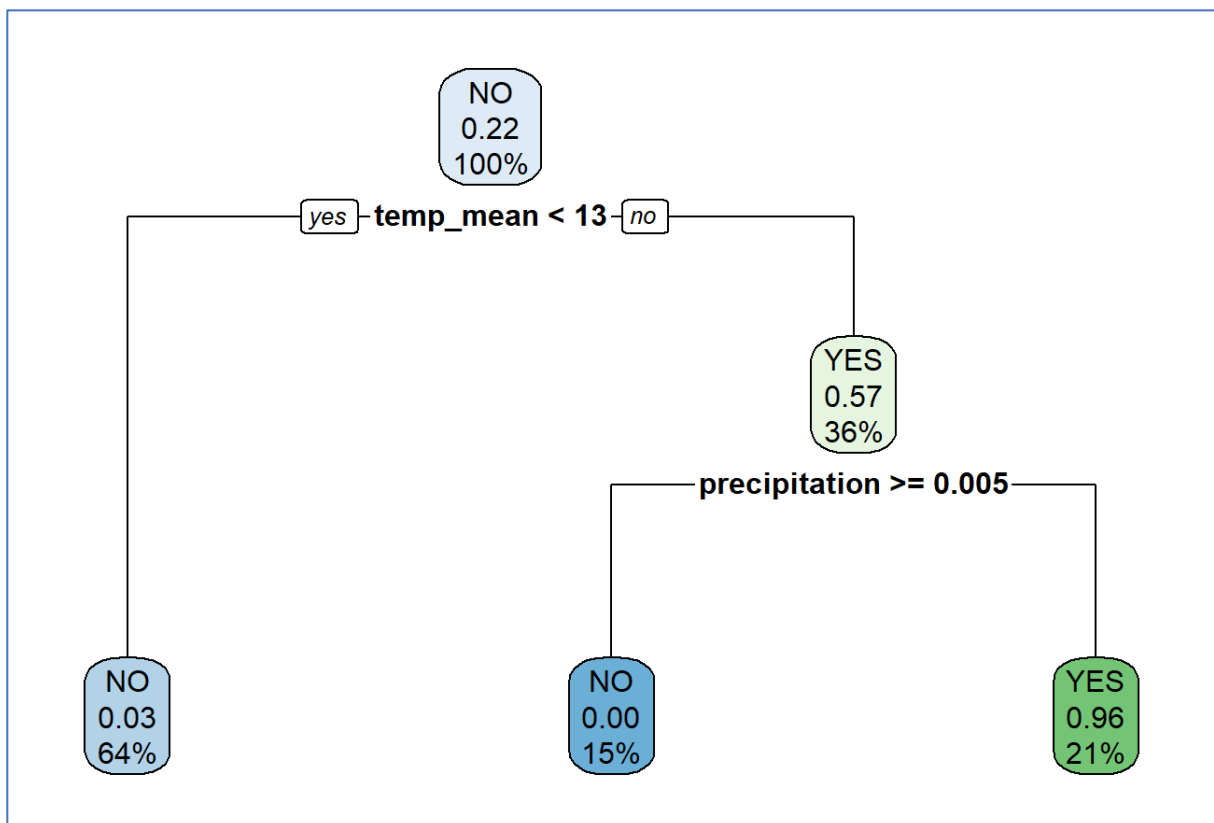 NO
0.22
100%
yes temp_mean < 13 no
YES
0.57
36%
precipitation >= 0.005
NO
0.03
64%
NO
0.00
15%
YES
0.96
21%